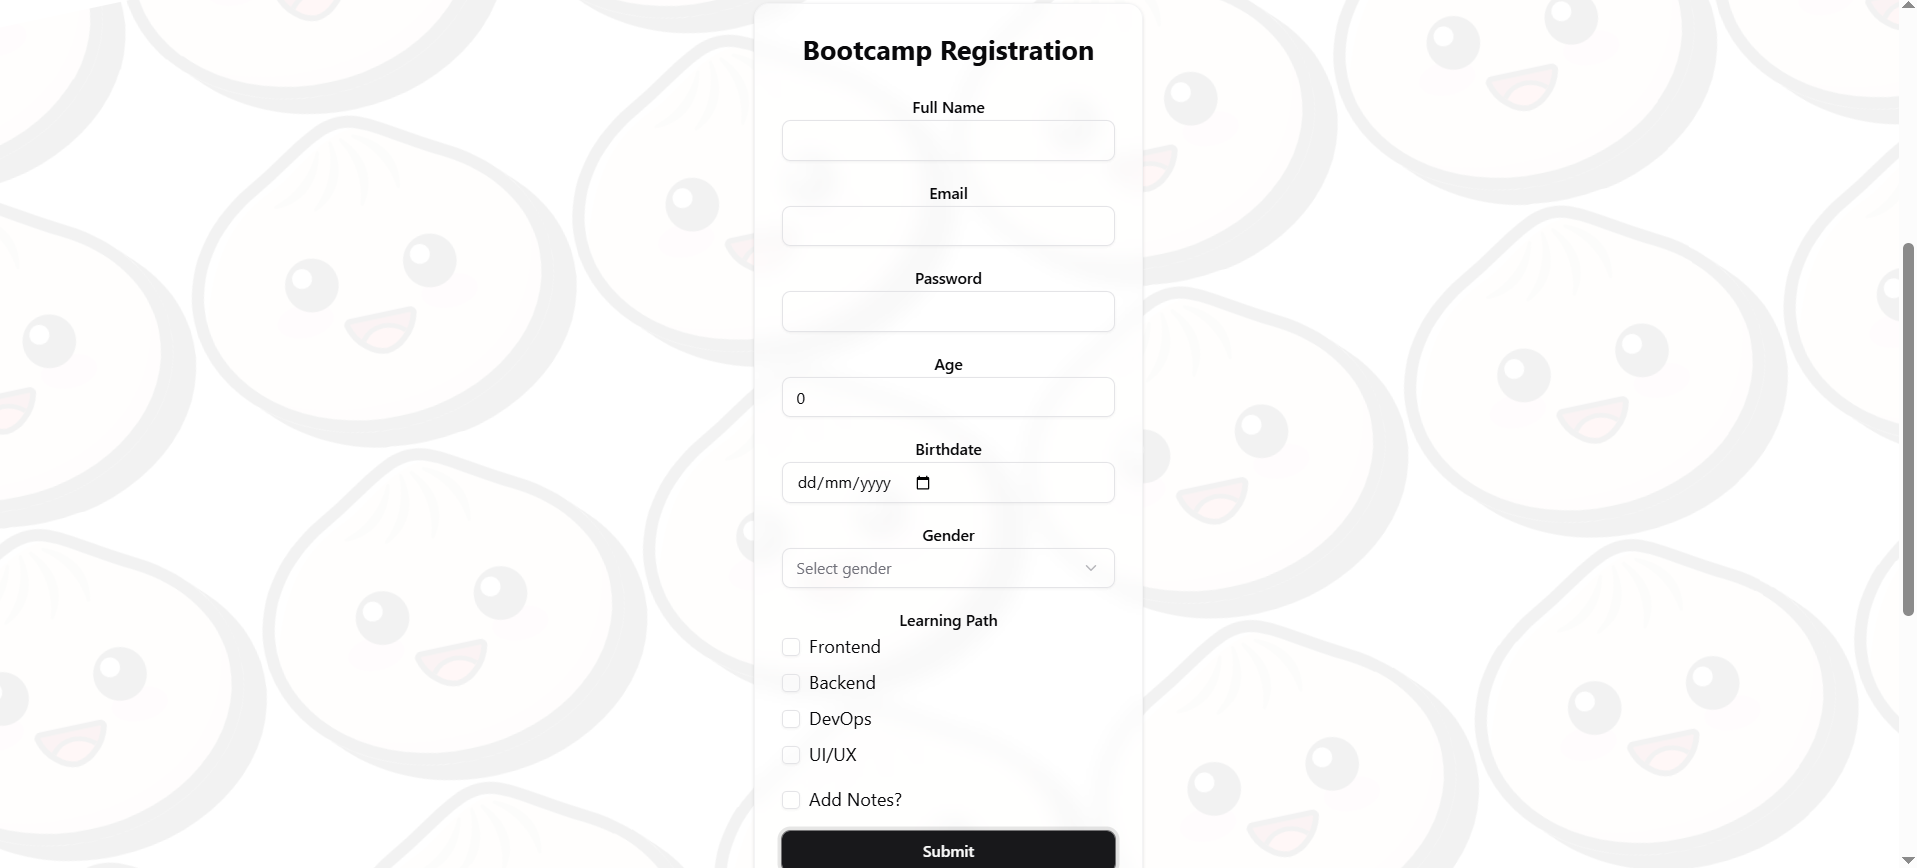 Bootcamp Registration
Full Name
Email
Password
Age
0
Birthdate
dd/mm/yyyy
Gender
Select gender
Learning Path
Frontend
Backend
DevOps
UI/UX
Add Notes?
Submit